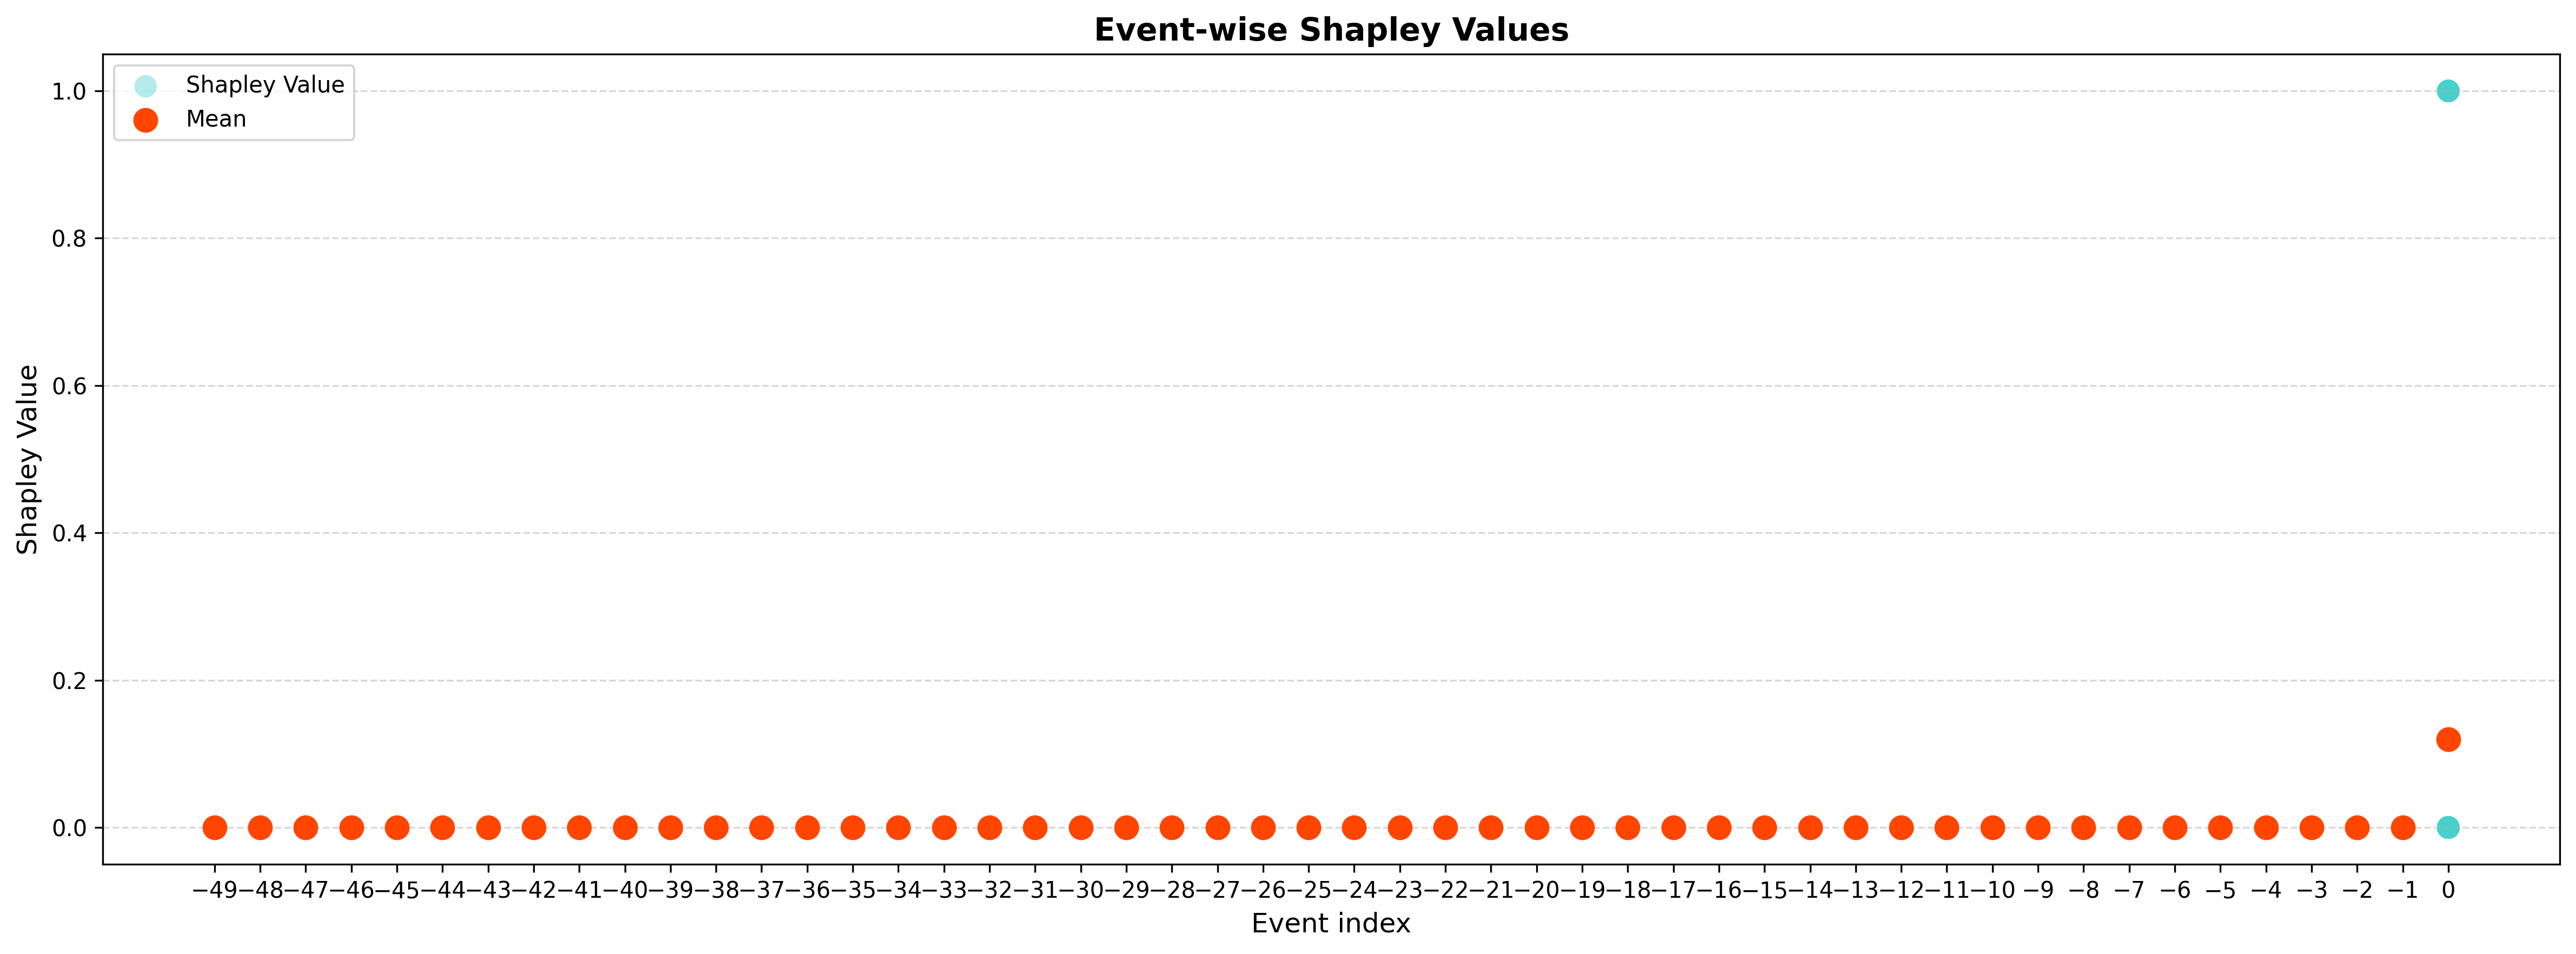 Event-wise Shapley Values
Shapley Value
Mean
1.0
0.8
0.6
0.4
0.2
0.0
Shapley Value
−49 −48 −47 −46 −45 −44 −43 −42 −41 −40 −39 −38 −37 −36 −35 −34 −33 −32 −31 −30 −29 −28 −27 −26 −25 −24 −23 −22 −21 −20 −19 −18 −17 −16 −15 −14 −13 −12 −11 −10 −9 −8 −7 −6 −5 −4 −3 −2 −1 0
Event index